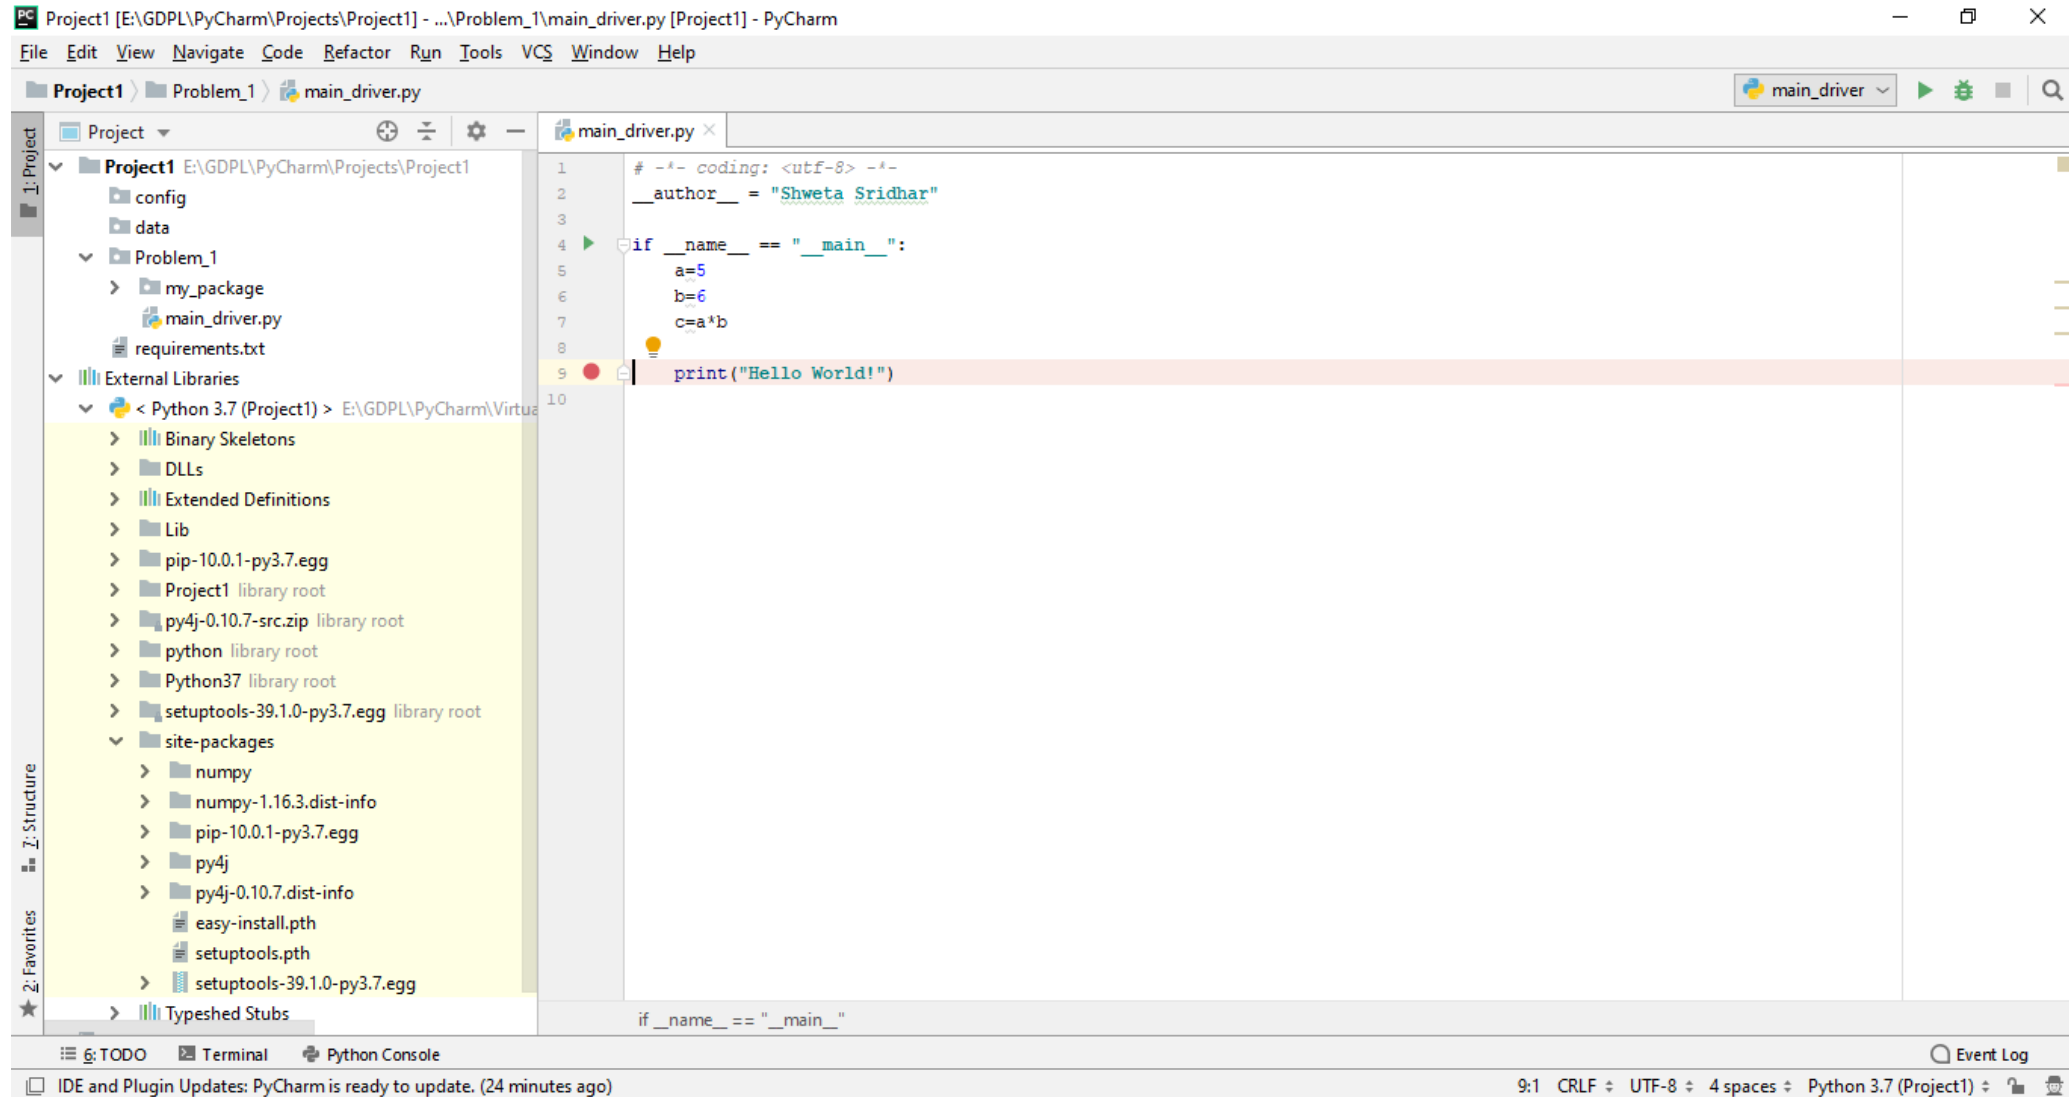 PC Project1 [E:\GDPL\PyCharm\Projects\Project1] - ...\Problem_1\main_driver.py [Project1] - PyCharm
File Edit View Navigate Code Refactor Run Tools VCS Window Help
Project1 Problem_1 main_driver.py
main_driver
1: Project
Project
Project1 E:\GDPL\PyCharm\Projects\Project1
config
data
Problem_1
my_package
main_driver.py
requirements.txt
External Libraries
< Python 3.7 (Project1) > E:\GDPL\PyCharm\Virtua
Binary Skeletons
DLLs
Extended Definitions
Lib
pip-10.0.1-py3.7.egg
Project1 library root
py4j-0.10.7-src.zip library root
python library root
Python37 library root
setuptools-39.1.0-py3.7.egg library root
site-packages
numpy
numpy-1.16.3.dist-info
pip-10.0.1-py3.7.egg
py4j
py4j-0.10.7.dist-info
easy-install.pth
setuptools.pth
setuptools-39.1.0-py3.7.egg
Typeshed Stubs
7: Structure
2: Favorites
main_driver.py
1 # -*- coding: <utf-8> -*-
2 __author__ = "Shweta Sridhar"
3
4 if __name__ == "__main__":
5 a=5
6 b=6
7 c=a*b
8
9 print("Hello World!")
10
if __name__ == "__main__"
6: TODO Terminal Python Console Event Log
IDE and Plugin Updates: PyCharm is ready to update. (24 minutes ago) 9:1 CRLF UTF-8 4 spaces Python 3.7 (Project1)